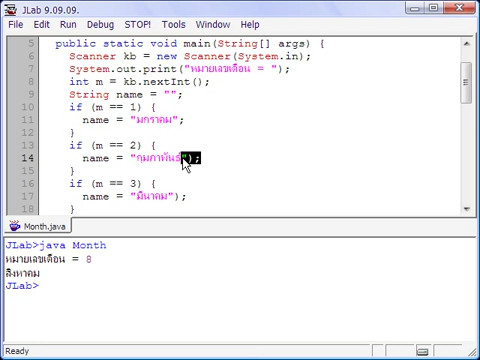 JLab 9.09.09.
File Edit Run Debug STOP! Tools Window Help
5 public static void main(String[] args) {
6 Scanner kb = new Scanner(System.in);
7 System.out.print("หมายเลขเดือน = ");
8 int m = kb.nextInt();
9 String name = "";
10 if (m == 1) {
11 name = "มกราคม";
12 }
13 if (m == 2) {
14 name = "กุมภาพันธ์");
15 }
16 if (m == 3) {
17 name = "มีนาคม");
18 }
Month.java
JLab>java Month
หมายเลขเดือน = 8
สิงหาคม
JLab>
Ready